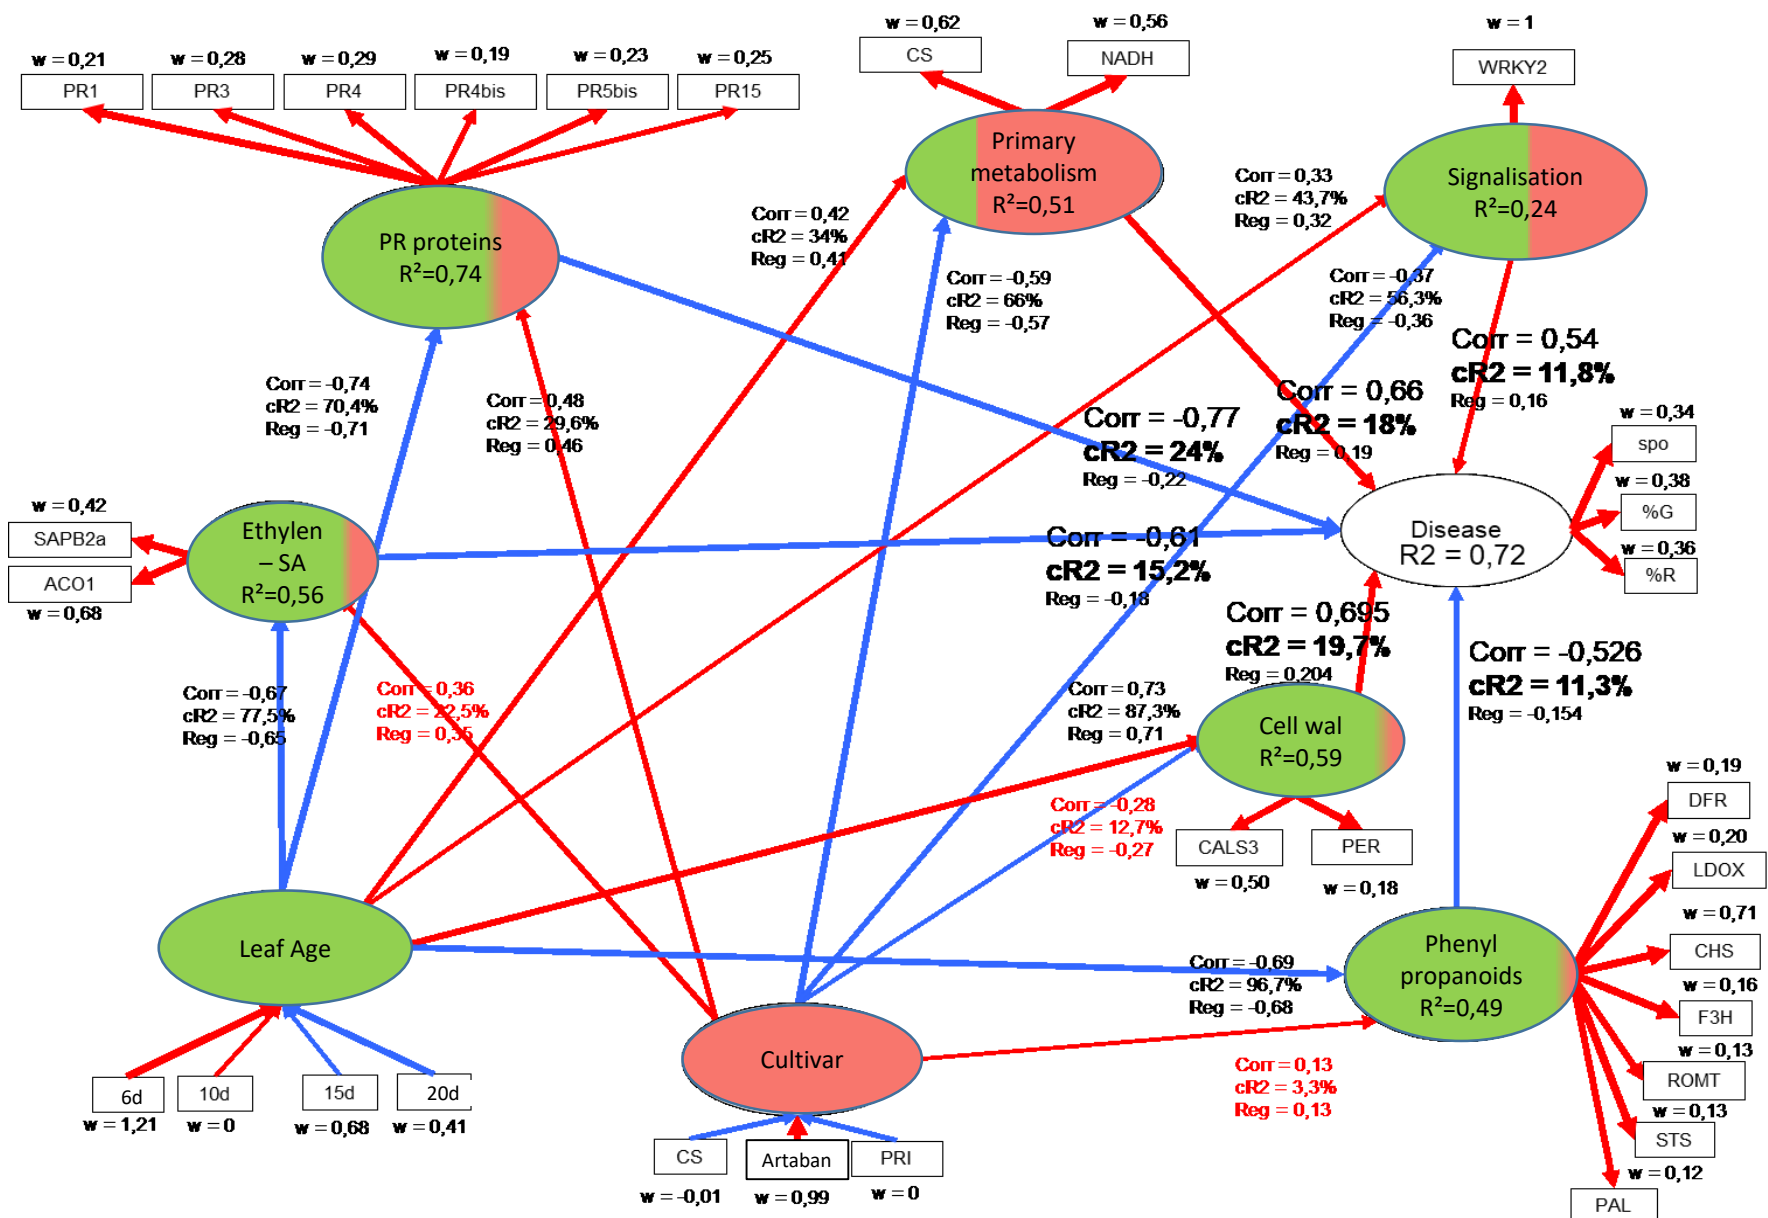 w = 0,21
PR1
w = 0,28
PR3
w = 0,29
PR4
w = 0,19
PR4bis
w = 0,23
PR5bis
w = 0,25
PR15
w = 0,62
CS
w = 0,56
NADH
w = 1
WRKY2
PR proteins
R²=0,74
Primary
metabolism
R²=0,51
Signalisation
R²=0,24
Corr = 0,42
cR2 = 34%
Reg = 0,41
Corr = -0,59
cR2 = 66%
Reg = -0,57
Corr = 0,33
cR2 = 43,7%
Reg = 0,32
Corr = -0,37
cR2 = 56,3%
Reg = -0,36
Corr = 0,54
cR2 = 11,8%
Reg = 0,16
Corr = -0,74
cR2 = 70,4%
Reg = -0,71
Corr = 0,48
cR2 = 29,6%
Reg = 0,46
Corr = -0,77
cR2 = 24%
Reg = -0,22
Corr = 0,66
cR2 = 18%
Reg = 0,19
w = 0,34
spo
w = 0,38
%G
w = 0,36
%R
w = 0,42
SAPB2a
ACO1
w = 0,68
Ethylen
– SA
R²=0,56
Disease
R2 = 0,72
Corr = -0,61
cR2 = 15,2%
Reg = -0,18
Corr = 0,695
cR2 = 19,7%
Reg = 0,204
Corr = -0,526
cR2 = 11,3%
Reg = -0,154
Corr = -0,67
cR2 = 77,5%
Reg = -0,65
Corr = 0,36
cR2 = 22,5%
Reg = 0,35
Corr = 0,73
cR2 = 87,3%
Reg = 0,71
Cell wal
R²=0,59
Corr = -0,28
cR2 = 12,7%
Reg = -0,27
CALS3
w = 0,50
PER
w = 0,18
w = 0,19
DFR
w = 0,20
LDOX
w = 0,71
CHS
w = 0,16
F3H
w = 0,13
ROMT
w = 0,13
STS
w = 0,12
PAL
Leaf Age
Phenyl
propanoids
R²=0,49
Corr = -0,69
cR2 = 96,7%
Reg = -0,68
Cultivar
Corr = 0,13
cR2 = 3,3%
Reg = 0,13
6d
w = 1,21
10d
w = 0
15d
w = 0,68
20d
w = 0,41
CS
w = -0,01
Artaban
w = 0,99
PRI
w = 0